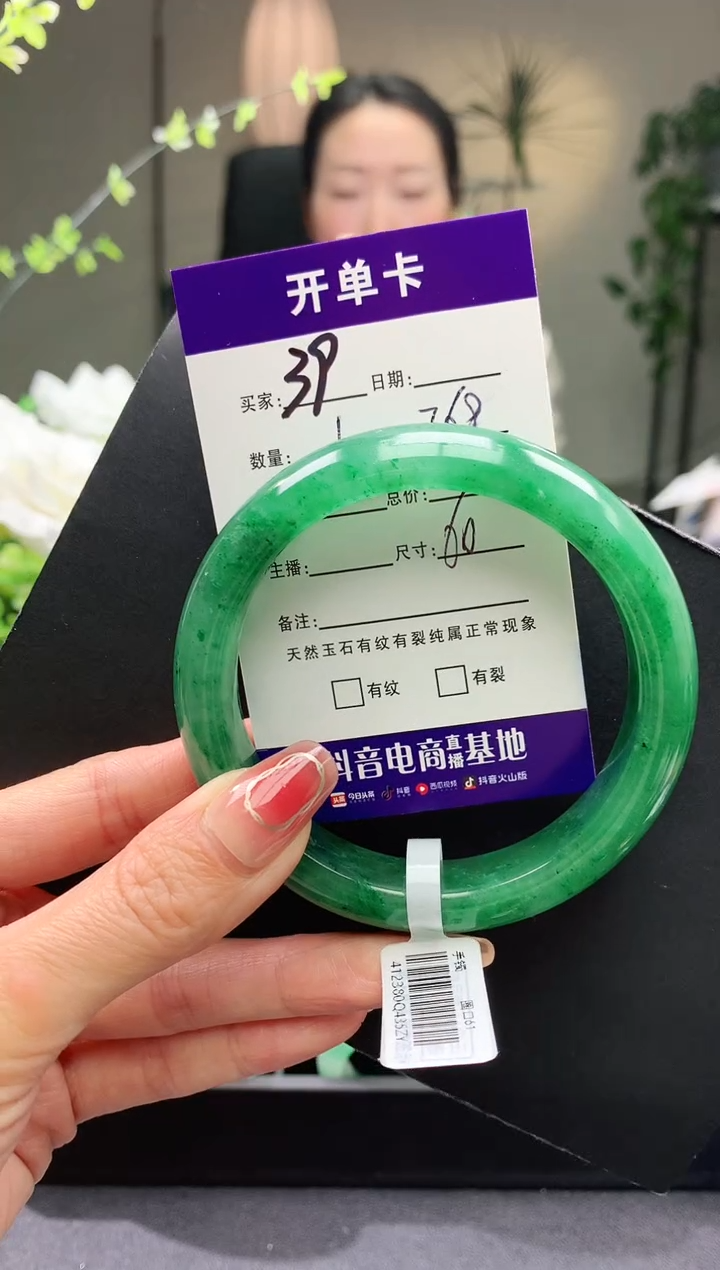 开单卡
买家: 39 日期:
数量: 1 768
总价:
主播: 尺寸: 60
备注:
天然玉石有纹有裂纯属正常现象
有纹 有裂
抖音电商直播基地
头条 今日头条 抖音 西瓜视频 抖音火山版
手镯 圈口61